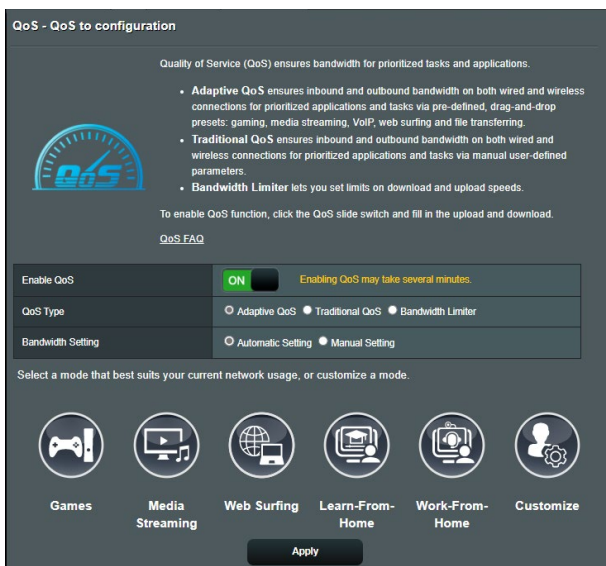 QoS - QoS to configuration
Quality of Service (QoS) ensures bandwidth for prioritized tasks and applications.
• Adaptive QoS ensures inbound and outbound bandwidth on both wired and wireless
connections for prioritized applications and tasks via pre-defined, drag-and-drop
presets: gaming, media streaming, VoIP, web surfing and file transferring.
• Traditional QoS ensures inbound and outbound bandwidth on both wired and
wireless connections for prioritized applications and tasks via manual user-defined
parameters.
• Bandwidth Limiter lets you set limits on download and upload speeds.
QoS
To enable QoS function, click the QoS slide switch and fill in the upload and download.
QoS FAQ
Enable QoS
ON
Enabling QoS may take several minutes.
QoS Type
Adaptive QoS Traditional QoS Bandwidth Limiter
Bandwidth Setting
Automatic Setting Manual Setting
Select a mode that best suits your current network usage, or customize a mode.
Games
Media
Streaming
Web Surfing
Learn-From-
Home
Work-From-
Home
Customize
Apply